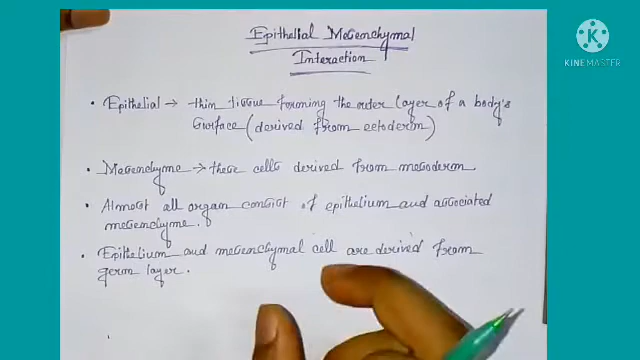 Epithelial Mesenchymal
Interaction
KINEMASTER
• Epithelial → thin tissue forming the outer layer of a body's
surface (derived from ectoderm)
• Mesenchyme → these cells derived from mesoderm.
• Almost all organ consist of epithelium and associated
mesenchyme.
• Epithelium and mesenchymal cell are derived from
germ layer.